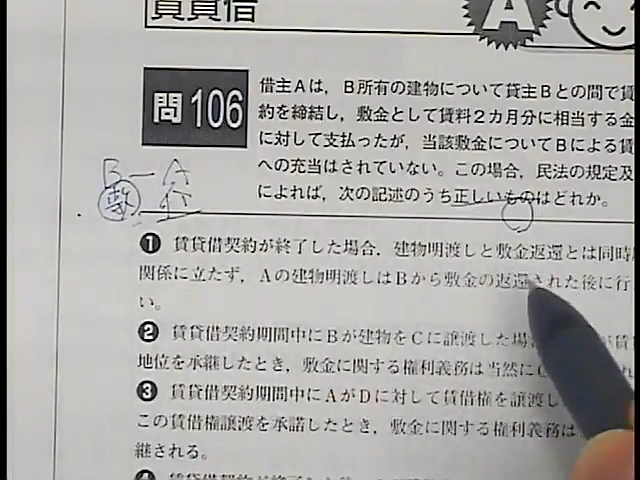 賃貸借
A
問106
借主Aは，B所有の建物について貸主Bとの間で賃
約を締結し，敷金として賃料2カ月分に相当する金
に対して支払ったが，当該敷金についてBによる賃
への充当はされていない。この場合，民法の規定及
によれば，次の記述のうち正しいものはどれか。
B－A
敷
❶ 賃貸借契約が終了した場合，建物明渡しと敷金返還とは同時
関係に立たず，Aの建物明渡しはBから敷金の返還された後に行
い。
❷ 賃貸借契約期間中にBが建物をCに譲渡した場 が賃
地位を承継したとき，敷金に関する権利義務は当然にC
❸ 賃貸借契約期間中にAがDに対して賃借権を譲渡し
この賃借権譲渡を承諾したとき，敷金に関する権利義務は
継される。